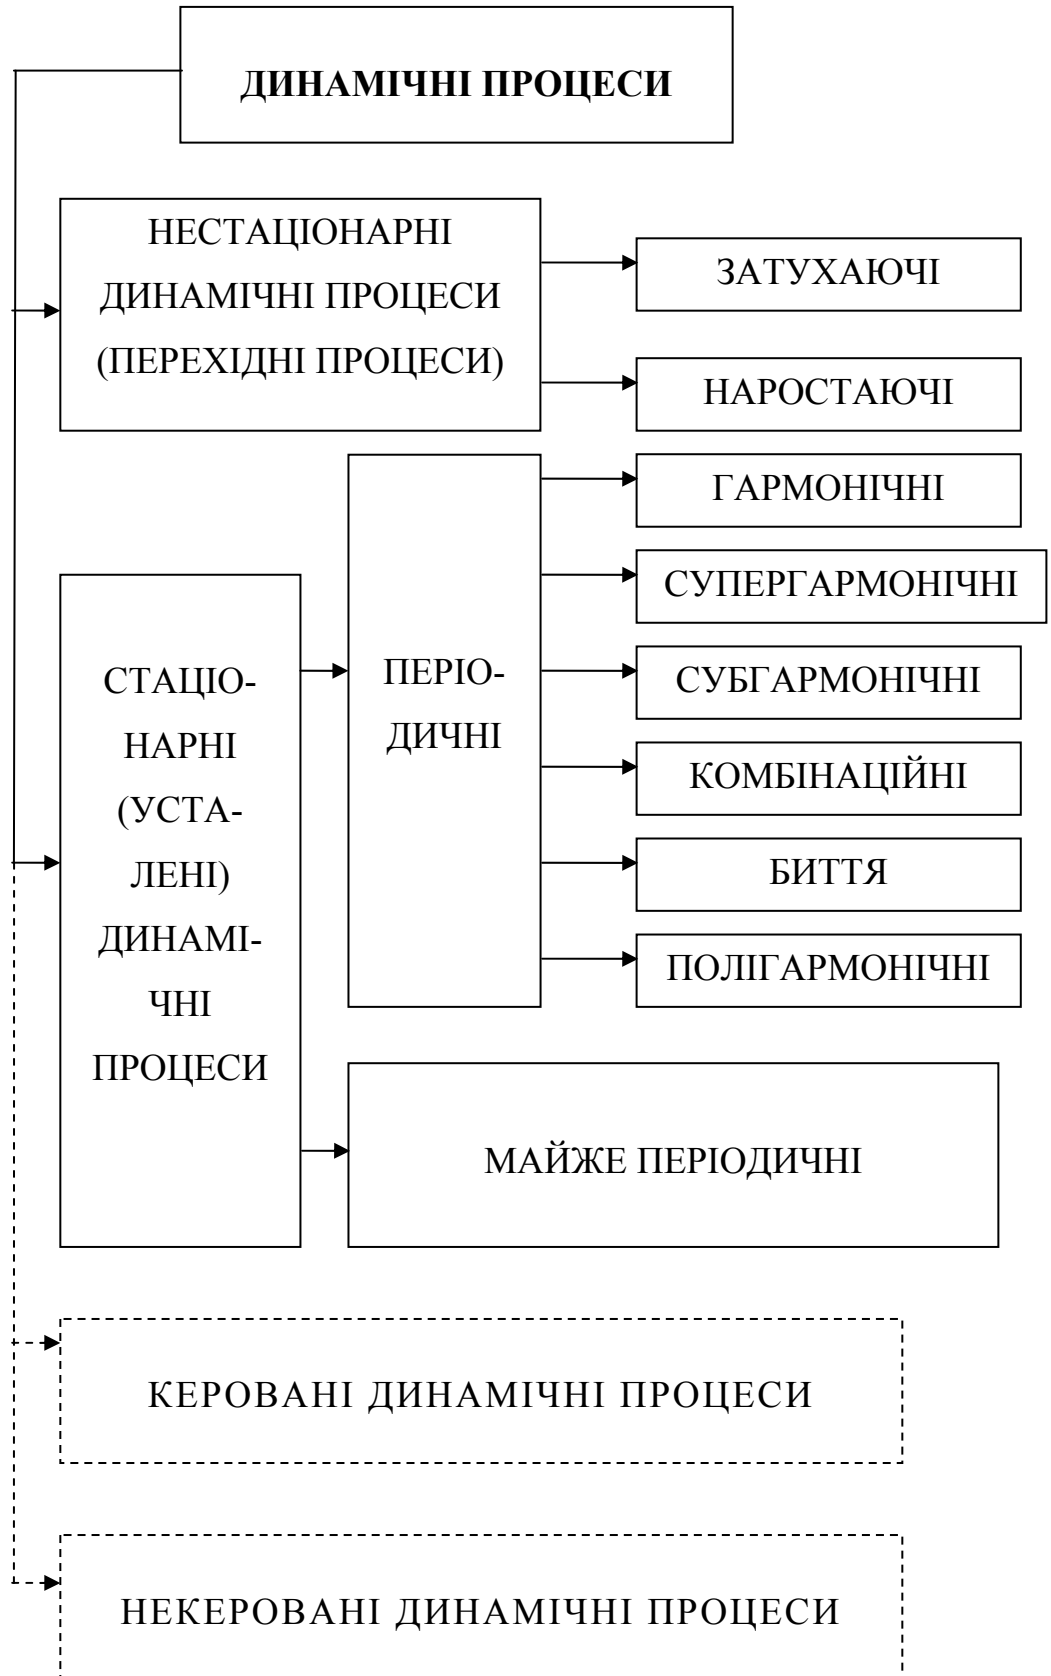 ДИНАМІЧНІ ПРОЦЕСИ
НЕСТАЦІОНАРНІ
ДИНАМІЧНІ ПРОЦЕСИ
(ПЕРЕХІДНІ ПРОЦЕСИ)
ЗАТУХАЮЧІ
НАРОСТАЮЧІ
СТАЦІО-
НАРНІ
(УСТА-
ЛЕНІ)
ДИНАМІ-
ЧНІ
ПРОЦЕСИ
ПЕРІО-
ДИЧНІ
ГАРМОНІЧНІ
СУПЕРГАРМОНІЧНІ
СУБГАРМОНІЧНІ
КОМБІНАЦІЙНІ
БИТТЯ
ПОЛІГАРМОНІЧНІ
МАЙЖЕ ПЕРІОДИЧНІ
КЕРОВАНІ ДИНАМІЧНІ ПРОЦЕСИ
НЕКЕРОВАНІ ДИНАМІЧНІ ПРОЦЕСИ